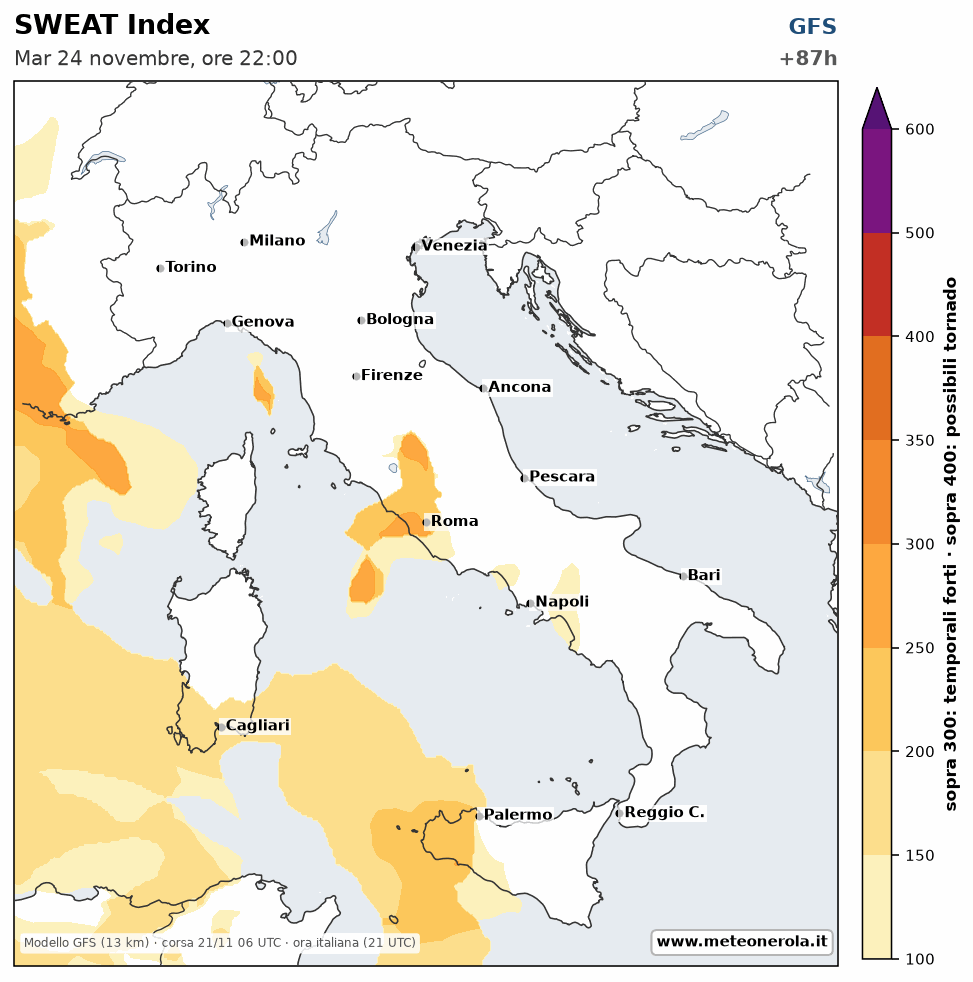 SWEAT Index
GFS
Mar 24 novembre, ore 22:00
+87h
Milano
Venezia
Torino
Genova
Bologna
Firenze
Ancona
Pescara
Roma
Bari
Napoli
Cagliari
Palermo
Reggio C.
600
500
400
350
300
250
200
150
100
sopra 300: temporali forti · sopra 400: possibili tornado
Modello GFS (13 km) · corsa 21/11 06 UTC · ora italiana (21 UTC)
www.meteonerola.it